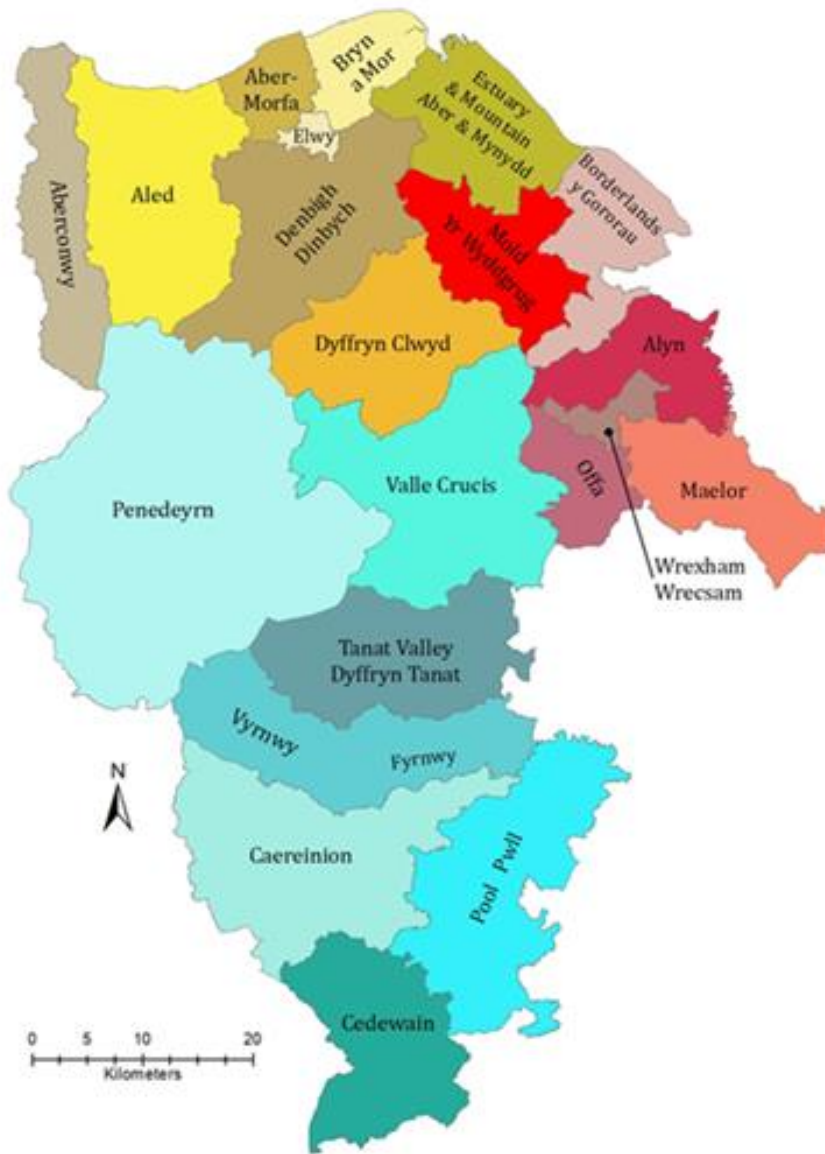 Bryn
a Mor
Aber-
Morfa
Estuary
& Mountain
Aber & Mynydd
Elwy
Borderlands
y Gororau
Aberconwy
Aled
Denbigh
Dinbych
Mold
Yr Wyddgrug
Dyffryn Clwyd
Alyn
Penedeyrn
Valle Crucis
Offa
Maelor
Wrexham
Wrecsam
Tanat Valley
Dyffryn Tanat
Vyrnwy
Fyrnwy
N
Caereinion
Pool Pwll
Cedewain
0 5 10 20
Kilometers